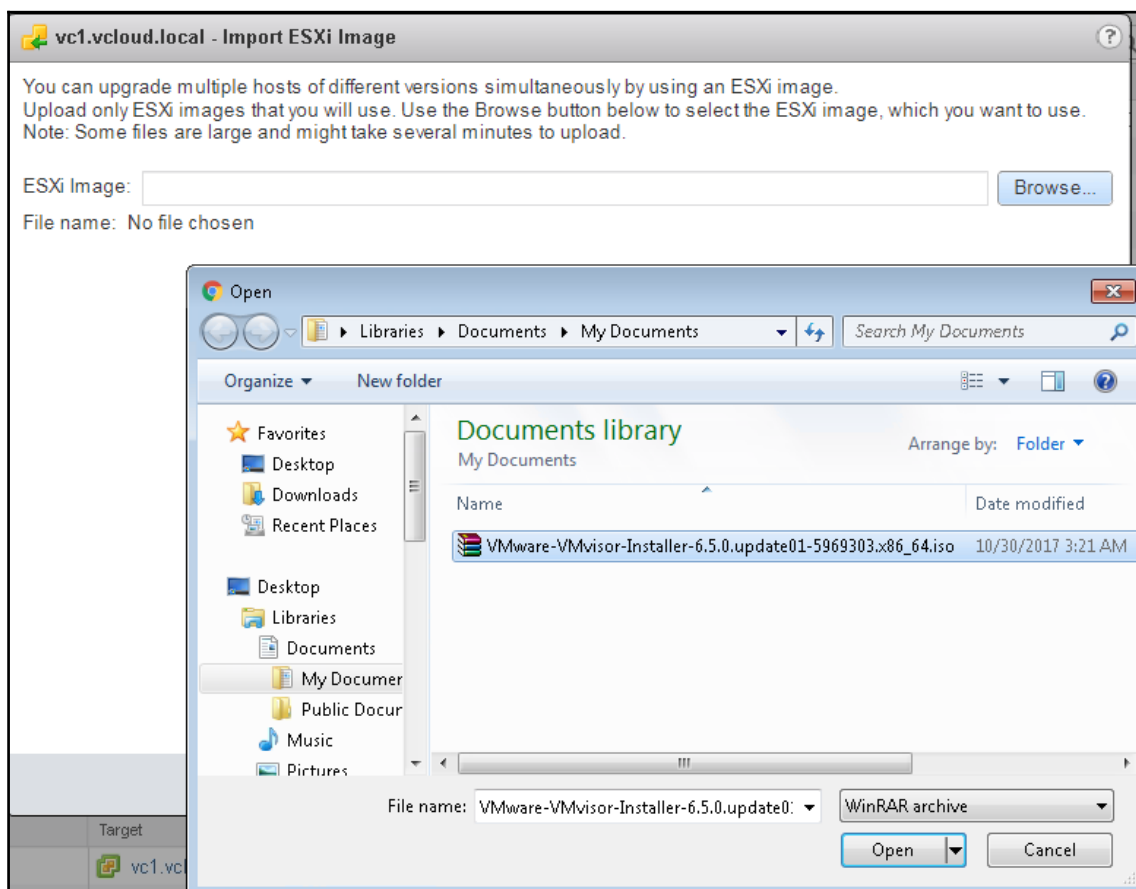 vc1.vcloud.local - Import ESXi Image
?
You can upgrade multiple hosts of different versions simultaneously by using an ESXi image.
Upload only ESXi images that you will use. Use the Browse button below to select the ESXi image, which you want to use.
Note: Some files are large and might take several minutes to upload.
ESXi Image:
Browse...
File name: No file chosen
Open
Libraries Documents My Documents
Search My Documents
Organize New folder
?
Favorites
Desktop
Downloads
Recent Places
Desktop
Libraries
Documents
My Documer
Public Docur
Music
Pictures
Documents library
My Documents
Arrange by: Folder
Name Date modified
VMware-VMvisor-Installer-6.5.0.update01-5969303.x86_64.iso 10/30/2017 3:21 AM
File name: VMware-VMvisor-Installer-6.5.0.update0: WinRAR archive
Open Cancel
Target
vc1.vcl